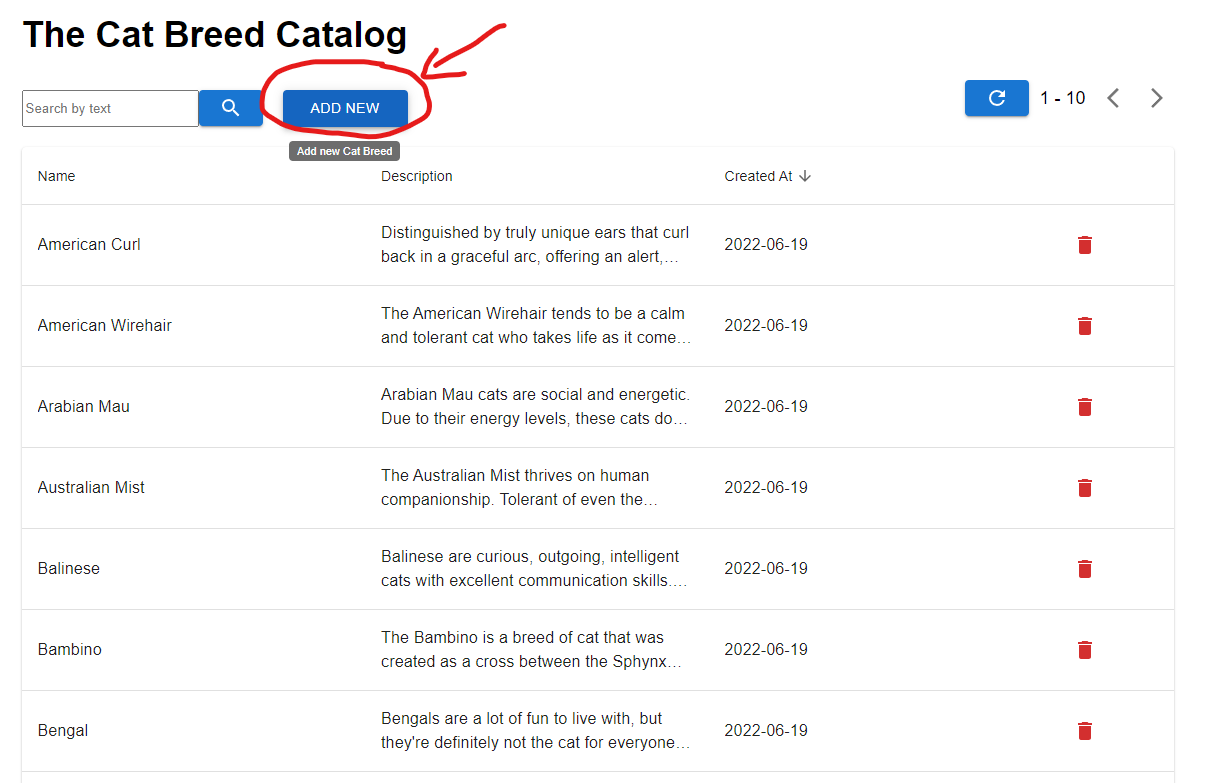 The Cat Breed Catalog
Search by text
ADD NEW
1 - 10
Add new Cat Breed
Name Description Created At
American Curl
Distinguished by truly unique ears that curl
back in a graceful arc, offering an alert,...
2022-06-19
American Wirehair
The American Wirehair tends to be a calm
and tolerant cat who takes life as it come...
2022-06-19
Arabian Mau
Arabian Mau cats are social and energetic.
Due to their energy levels, these cats do...
2022-06-19
Australian Mist
The Australian Mist thrives on human
companionship. Tolerant of even the...
2022-06-19
Balinese
Balinese are curious, outgoing, intelligent
cats with excellent communication skills....
2022-06-19
Bambino
The Bambino is a breed of cat that was
created as a cross between the Sphynx...
2022-06-19
Bengal
Bengals are a lot of fun to live with, but
they're definitely not the cat for everyone...
2022-06-19